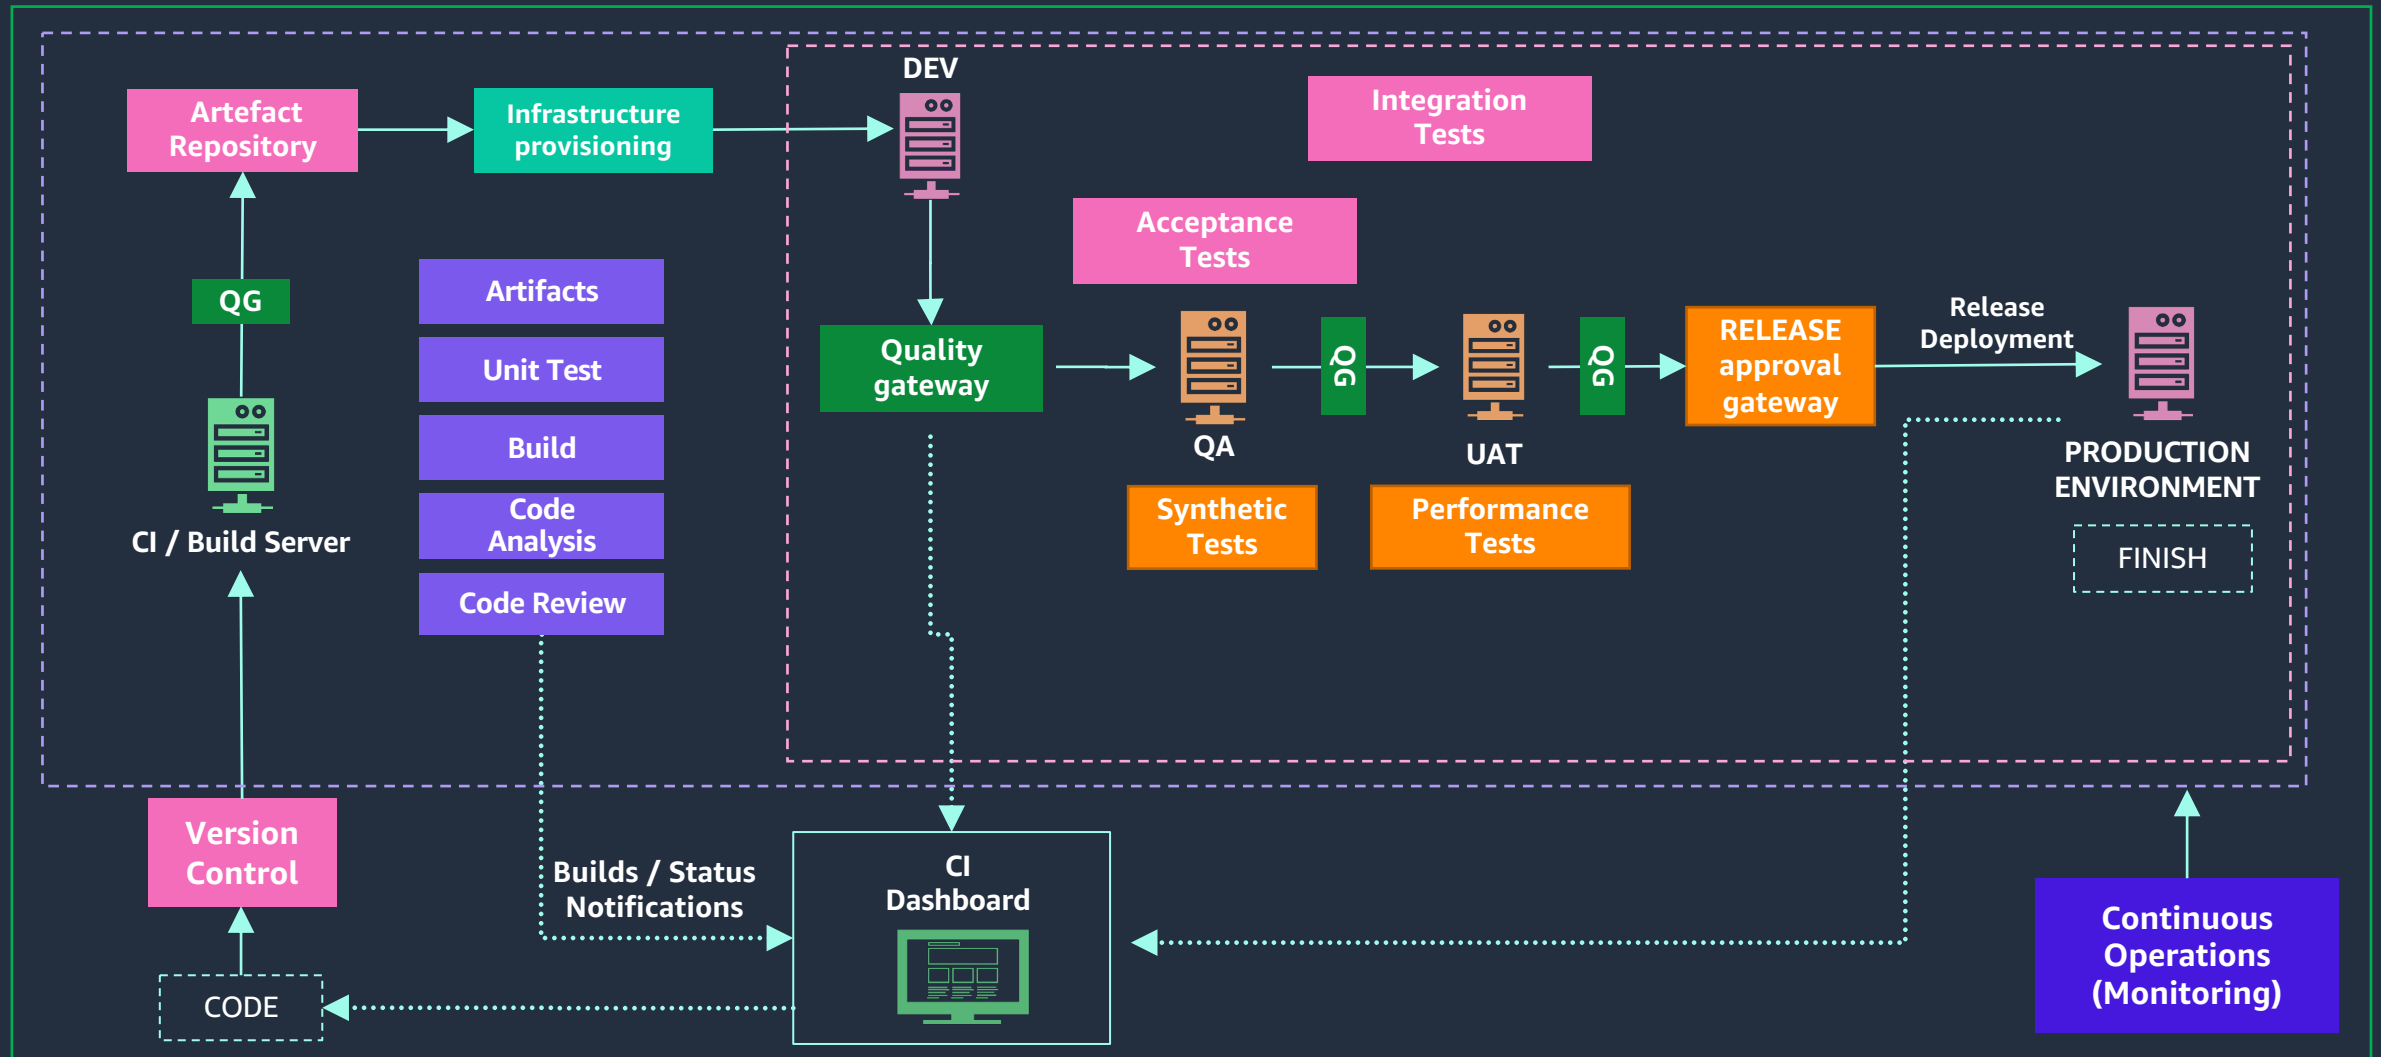 DEV
Artefact
Repository
Infrastructure
provisioning
Integration
Tests
Acceptance
Tests
QG
Artifacts
Unit Test
Build
Code
Analysis
Code Review
CI / Build Server
Quality
gateway
QA
QG
UAT
QG
RELEASE
approval
gateway
Release
Deployment
PRODUCTION
ENVIRONMENT
FINISH
Synthetic
Tests
Performance
Tests
Version
Control
CODE
Builds / Status
Notifications
CI
Dashboard
Continuous
Operations
(Monitoring)